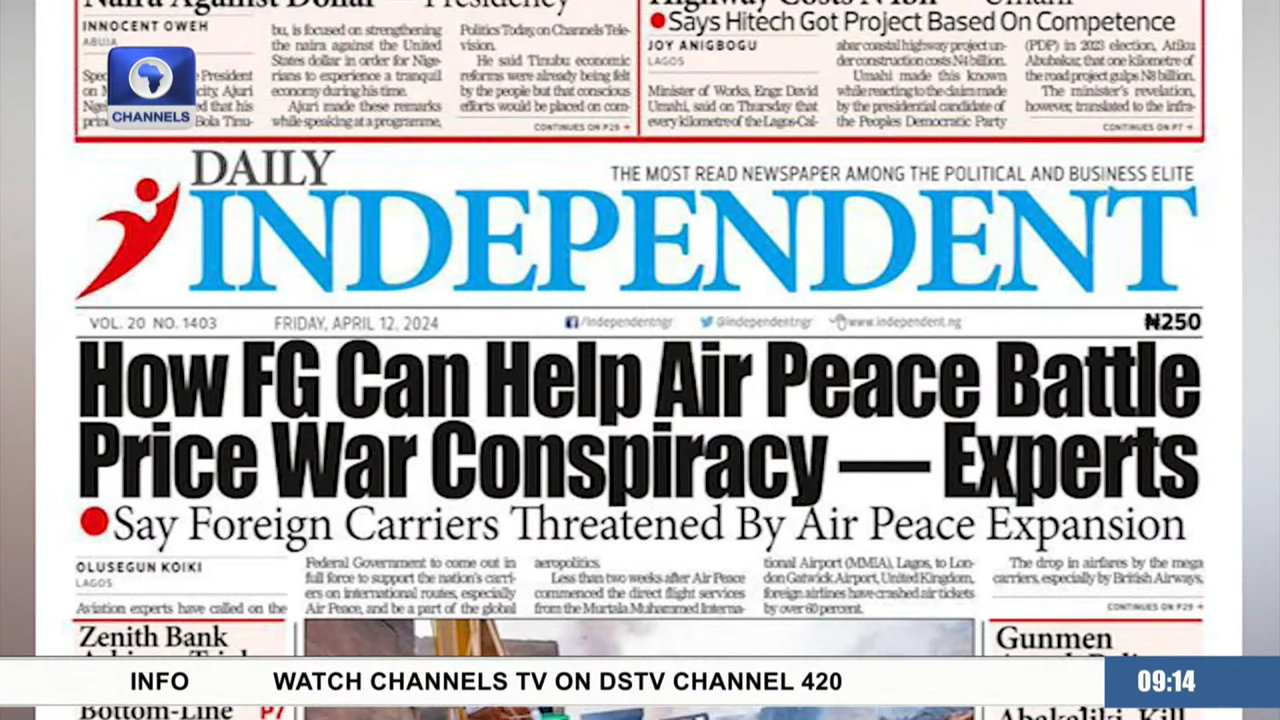 Naira Against Dollar — Presidency
INNOCENT OWEH
ABUJA
bu, is focused on strengthening
the naira against the United
States dollar in order for Nige-
rians to experience a tranquil
economy during his time.
Ajuri made these remarks
while speaking at a programme,
Politics Today, on Channels Tele-
vision.
He said Tinubu economic
reforms were already being felt
by the people but that conscious
efforts would be placed on com-
CONTINUES ON P29
Umahi
Says Hitech Got Project Based On Competence
JOY ANIGBOGU
LAGOS
Minister of Works, Engr David
Umahi, said on Thursday that
every kilometre of the Lagos-Cal-
abar coastal highway project un-
der construction costs N4 billion.
Umahi made this known
while reacting to the claim made
by the presidential candidate of
the Peoples Democratic Party
(PDP) in 2023 election, Atiku
Abubakar, that one kilometre of
the road project gulps N8 billion.
The minister's revelation,
however, translated to the infra-
CONTINUES ON P7
CHANNELS
DAILY
INDEPENDENT
THE MOST READ NEWSPAPER AMONG THE POLITICAL AND BUSINESS ELITE
VOL. 20 NO. 1403 FRIDAY, APRIL 12, 2024 /independentngr @independentngr www.independent.ng ₦250
How FG Can Help Air Peace Battle
Price War Conspiracy — Experts
Say Foreign Carriers Threatened By Air Peace Expansion
OLUSEGUN KOIKI
LAGOS
Aviation experts have called on the
Federal Government to come out in
full force to support the nation's carri-
ers on international routes, especially
Air Peace, and be a part of the global
aeropolitics.
Less than two weeks after Air Peace
commenced the direct flight services
from the Murtala Muhammed Interna-
tional Airport (MMIA), Lagos, to Lon-
don Gatwick Airport, United Kingdom,
foreign airlines have crashed air tickets
by over 60 percent.
The drop in airfares by the mega
carriers, especially by British Airways,
CONTINUES ON P29
Zenith Bank
Bottom-Line P7
Gunmen
Abakaliki, Kill
INFO WATCH CHANNELS TV ON DSTV CHANNEL 420 09:14